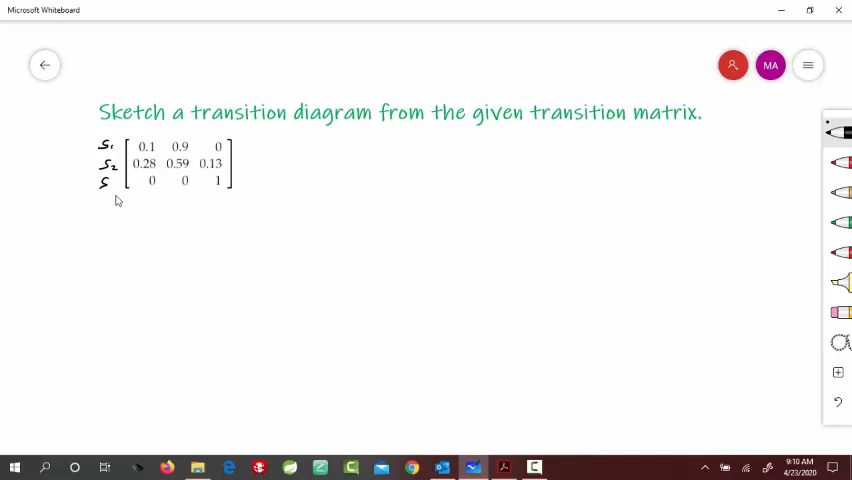 Microsoft Whiteboard
MA
Sketch a transition diagram from the given transition matrix.
S1 0.1 0.9 0
S2 0.28 0.59 0.13
S 0 0 1
9:10 AM
4/23/2020